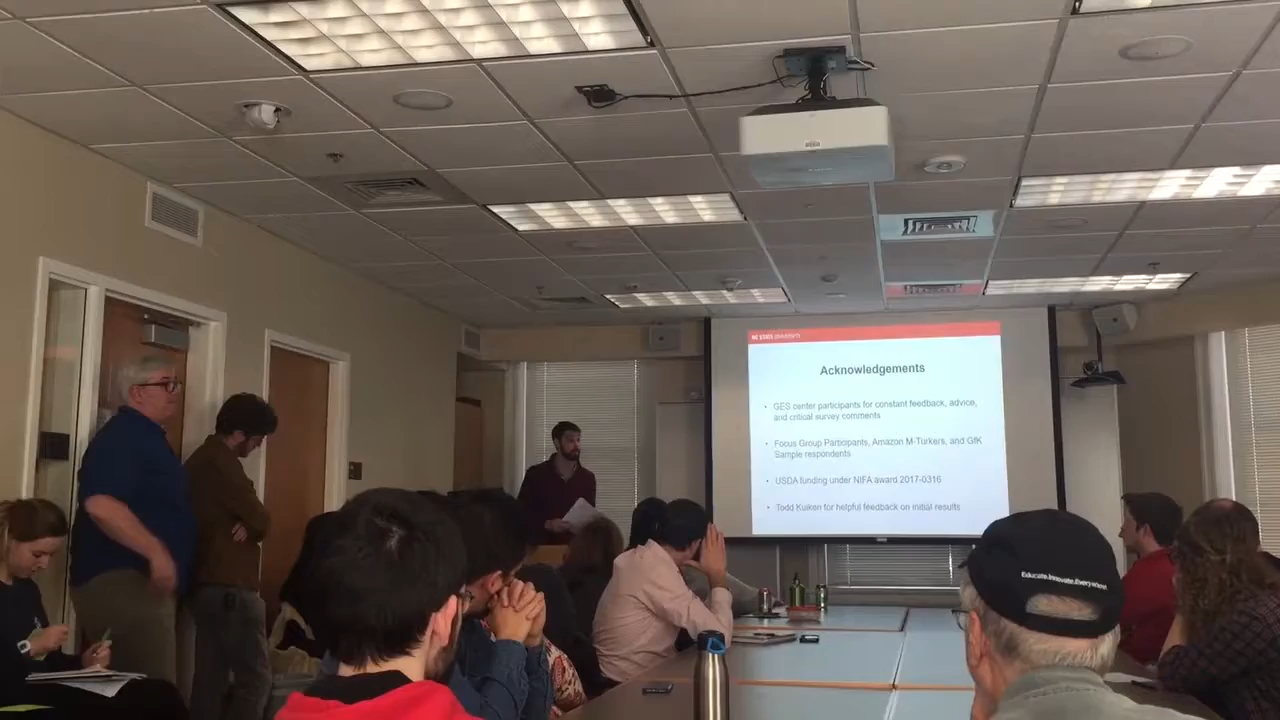 NC STATE UNIVERSITY
Acknowledgements
• GES center participants for constant feedback, advice,
and critical survey comments
• Focus Group Participants, Amazon M-Turkers, and GfK
Sample respondents
• USDA funding under NIFA award 2017-0316
• Todd Kuiken for helpful feedback on initial results
Educate.Innovate.Everywhere!